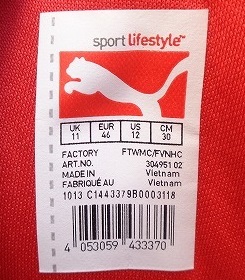 sport lifestyle™
UK EUR US CM
11 46 12 30
FACTORY FTWMC/FVNHC
ART.NO. 304951 02
MADE IN Vietnam
FABRIQUÉ AU Vietnam
1013 C1443379B0003118
4 053059 433370